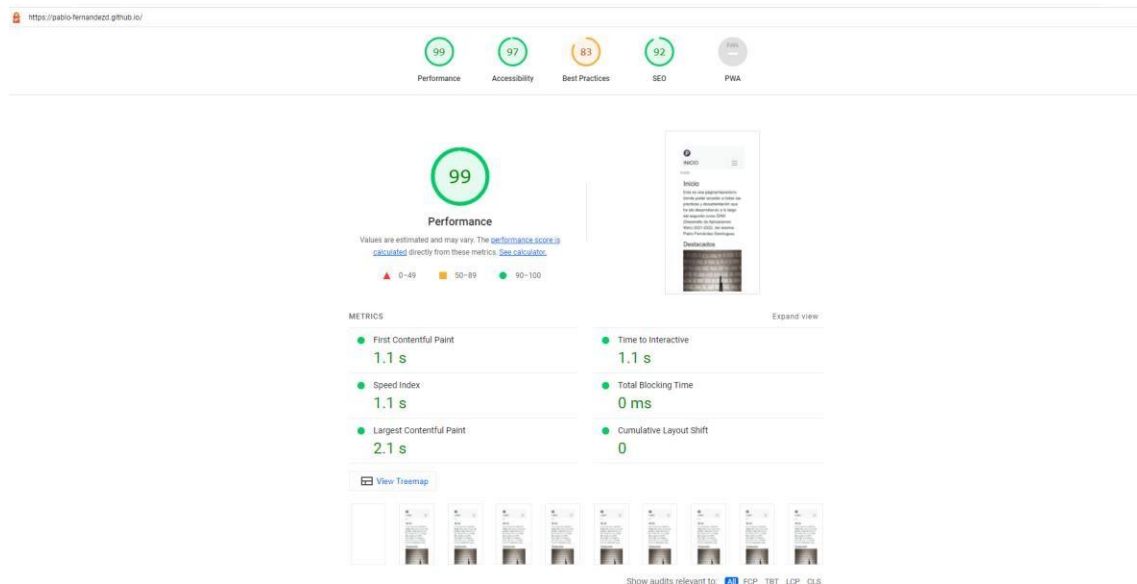 https://pablo-fernandezd.github.io/
99 97 83 92
Performance Accessibility Best Practices SEO PWA
99
Performance
Values are estimated and may vary. The performance score is
calculated directly from these metrics. See calculator.
0–49 50–89 90–100
INICIO
Inicio
Destacados
METRICS
Expand view
First Contentful Paint
1.1 s
Time to Interactive
1.1 s
Speed Index
1.1 s
Total Blocking Time
0 ms
Largest Contentful Paint
2.1 s
Cumulative Layout Shift
0
View Treemap
Show audits relevant to: All FCP TBT LCP CLS